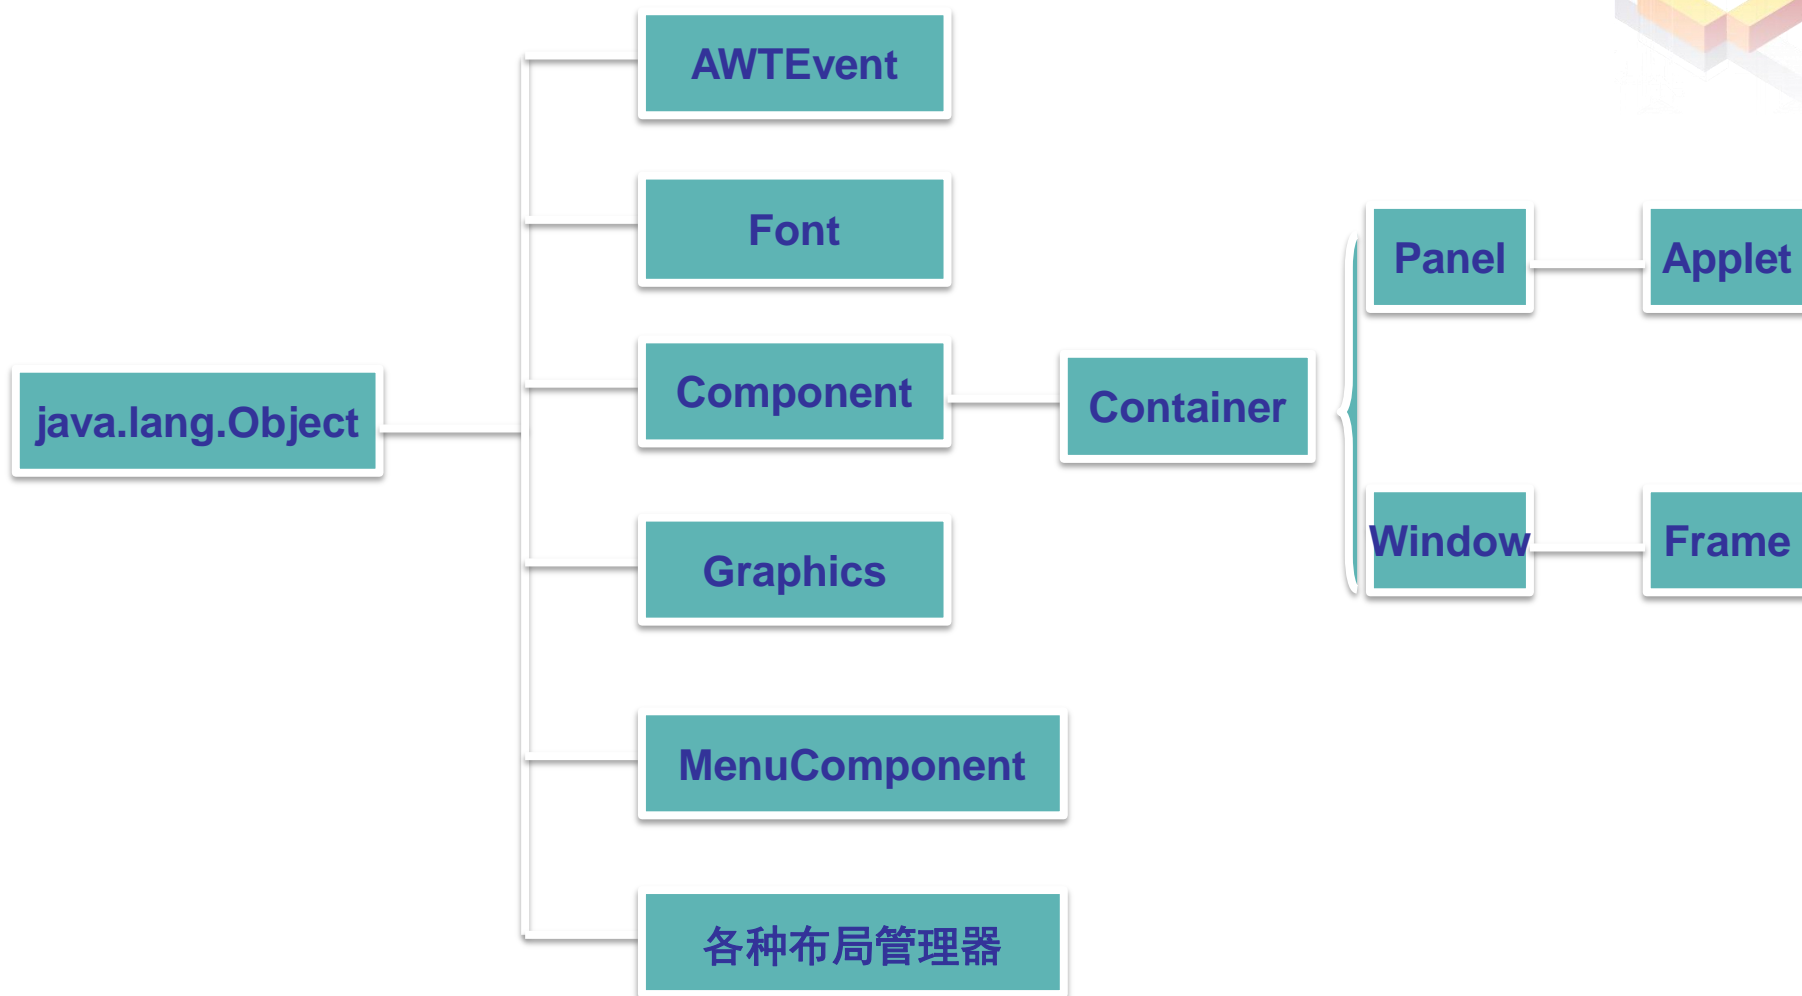 AWTEvent
Font
Panel
Applet
Component
java.lang.Object
Container
Window
Frame
Graphics
MenuComponent
各种布局管理器